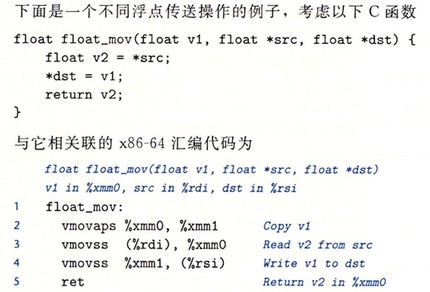 下面是一个不同浮点传送操作的例子，考虑以下 C 函数
float float_mov(float v1, float *src, float *dst) {
    float v2 = *src;
    *dst = v1;
    return v2;
}
与它相关联的 x86-64 汇编代码为
float float_mov(float v1, float *src, float *dst)
v1 in %xmm0, src in %rdi, dst in %rsi
1 float_mov:
2 vmovaps %xmm0, %xmm1 Copy v1
3 vmovss (%rdi), %xmm0 Read v2 from src
4 vmovss %xmm1, (%rsi) Write v1 to dst
5 ret Return v2 in %xmm0